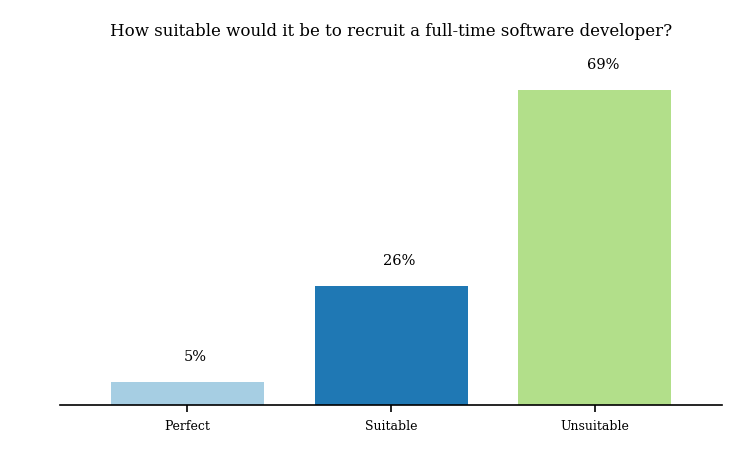 How suitable would it be to recruit a full-time software developer?
69%
26%
5%
Perfect
Suitable
Unsuitable